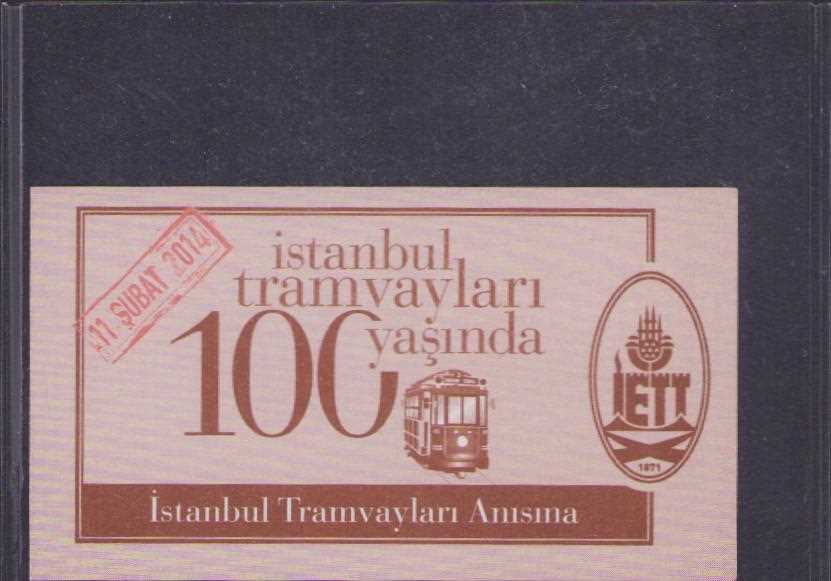 11 ŞUBAT 2014
istanbul
tramvayları
100 yaşında
İETT
1871
İstanbul Tramvayları Anısına